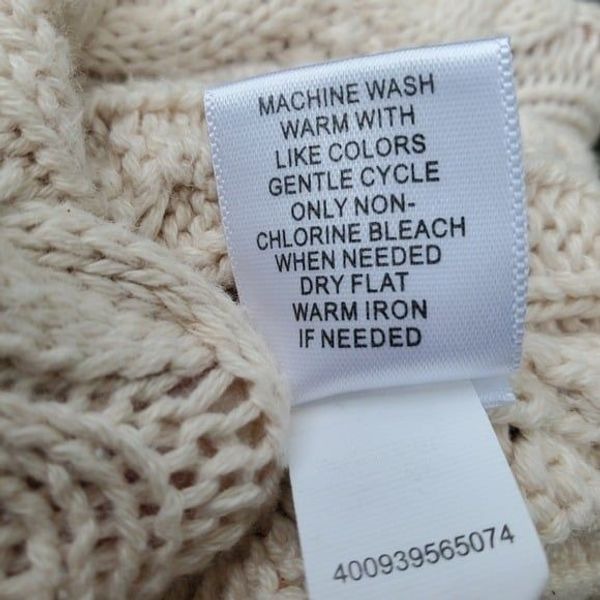 MACHINE WASH
WARM WITH
LIKE COLORS
GENTLE CYCLE
ONLY NON-
CHLORINE BLEACH
WHEN NEEDED
DRY FLAT
WARM IRON
IF NEEDED
400939565074